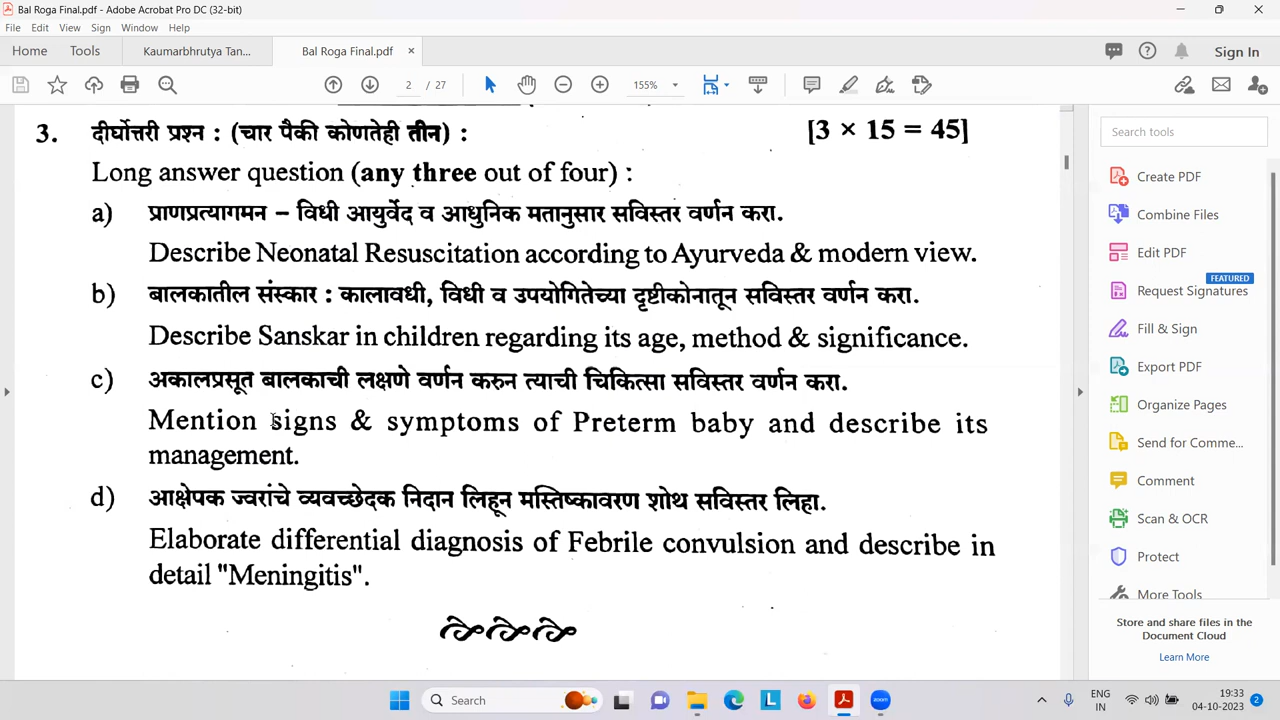 Bal Roga Final.pdf - Adobe Acrobat Pro DC (32-bit)
File Edit View Sign Window Help
Home Tools Kaumarbhrutya Tan... Bal Roga Final.pdf × Sign In
2 / 27 155%
3. दीर्घोत्तरी प्रश्न : (चार पैकी कोणतेही तीन) : [3 × 15 = 45]
Long answer question (any three out of four) :
a) प्राणप्रत्यागमन – विधी आयुर्वेद व आधुनिक मतानुसार सविस्तर वर्णन करा.
Describe Neonatal Resuscitation according to Ayurveda & modern view.
b) बालकातील संस्कार : कालावधी, विधी व उपयोगितेच्या दृष्टीकोनातून सविस्तर वर्णन करा.
Describe Sanskar in children regarding its age, method & significance.
c) अकालप्रसूत बालकाची लक्षणे वर्णन करुन त्याची चिकित्सा सविस्तर वर्णन करा.
Mention signs & symptoms of Preterm baby and describe its
management.
d) आक्षेपक ज्वरांचे व्यवच्छेदक निदान लिहून मस्तिष्कावरण शोथ सविस्तर लिहा.
Elaborate differential diagnosis of Febrile convulsion and describe in
detail "Meningitis".
Search tools
Create PDF
Combine Files
Edit PDF
FEATURED
Request Signatures
Fill & Sign
Export PDF
Organize Pages
Send for Comme...
Comment
Scan & OCR
Protect
More Tools
Store and share files in the
Document Cloud
Learn More
Search
L
zoom
ENG
IN
19:33
04-10-2023
2